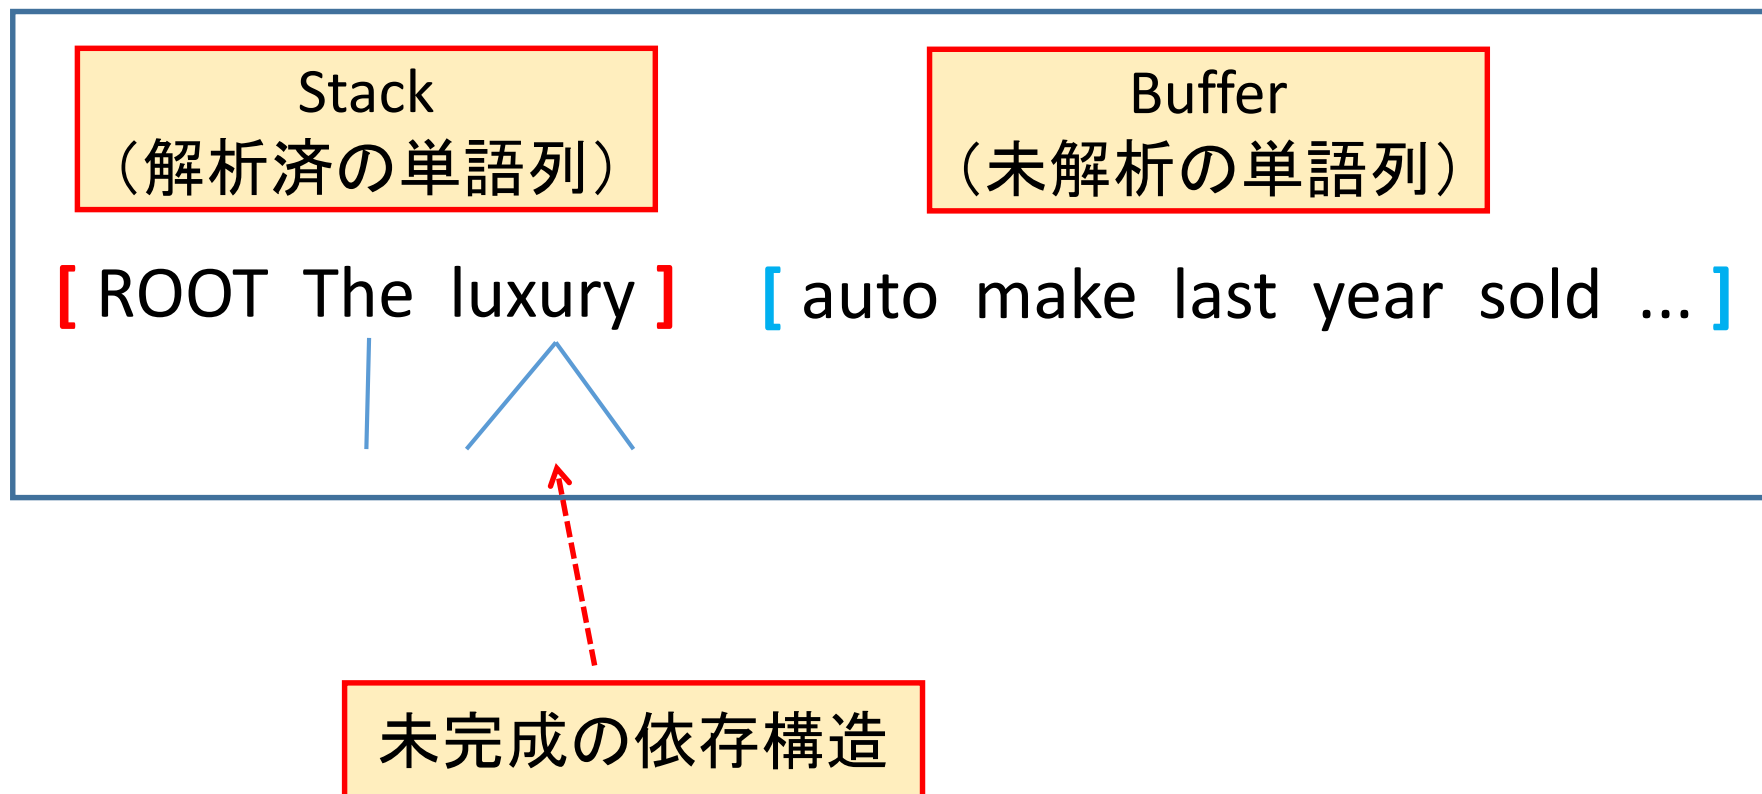 Stack
（解析済の単語列）
Buffer
（未解析の単語列）
[ ROOT The luxury ] [ auto make last year sold ... ]
未完成の依存構造